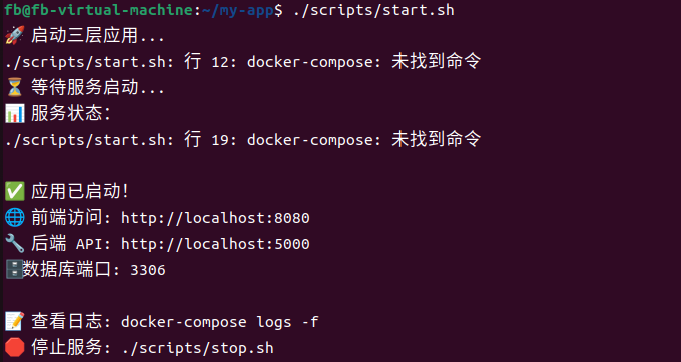 fb@fb-virtual-machine:~/my-app$ ./scripts/start.sh
🚀 启动三层应用...
./scripts/start.sh: 行 12: docker-compose: 未找到命令
⏳ 等待服务启动...
📊 服务状态：
./scripts/start.sh: 行 19: docker-compose: 未找到命令
✅ 应用已启动！
🌐 前端访问: http://localhost:8080
🔧 后端 API: http://localhost:5000
🗄️数据库端口: 3306
📝 查看日志: docker-compose logs -f
🛑 停止服务: ./scripts/stop.sh